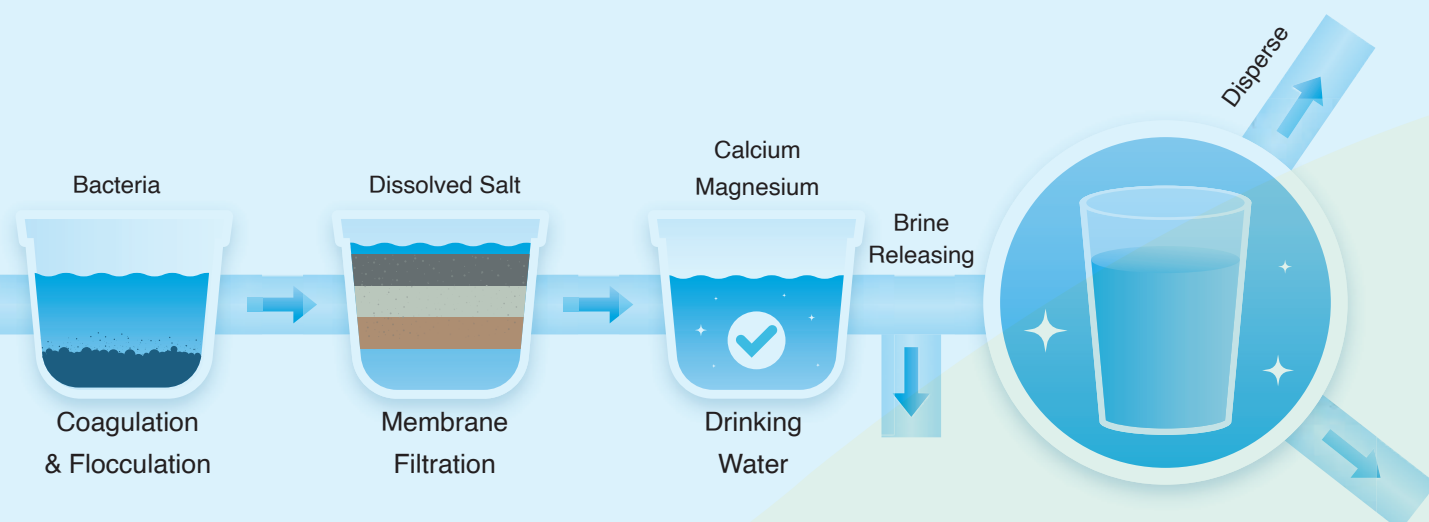 Bacteria
Coagulation
& Flocculation
Dissolved Salt
Membrane
Filtration
Calcium
Magnesium
Drinking
Water
Brine
Releasing
Disperse